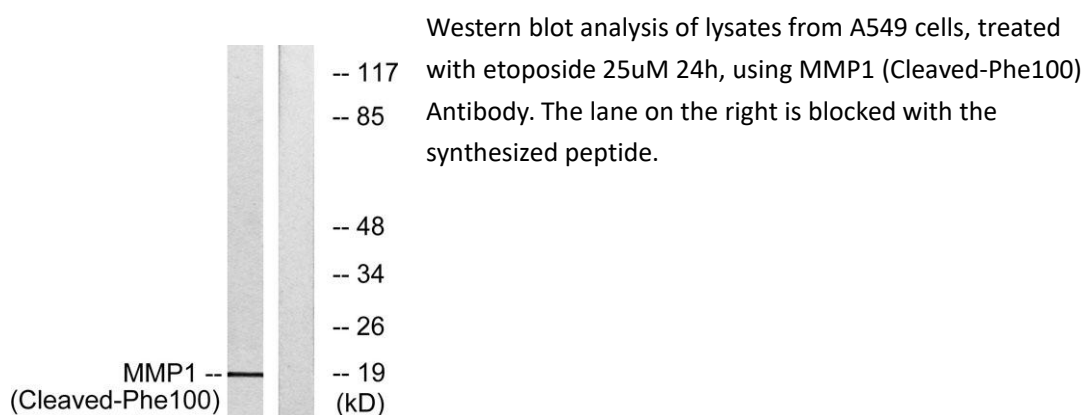 Western blot analysis of lysates from A549 cells, treated
with etoposide 25uM 24h, using MMP1 (Cleaved-Phe100)
Antibody. The lane on the right is blocked with the
synthesized peptide.
-- 117
-- 85
-- 48
-- 34
-- 26
MMP1 -- -- 19
(Cleaved-Phe100) (kD)